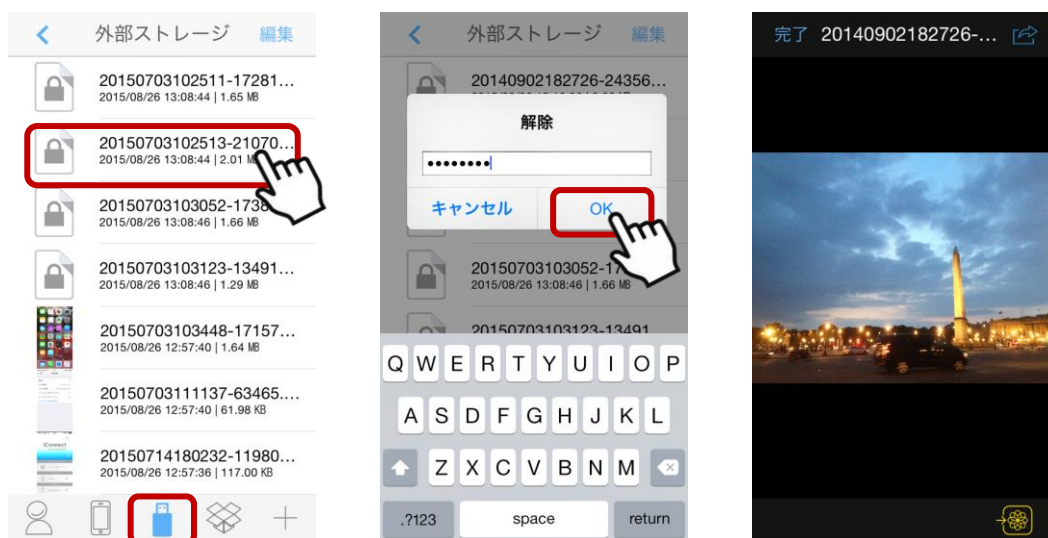 外部ストレージ 編集
20150703102511-17281...
2015/08/26 13:08:44 | 1.65 MB
20150703102513-21070...
2015/08/26 13:08:44 | 2.01
20150703103052-1738
2015/08/26 13:08:46 | 1.66 MB
20150703103123-13491...
2015/08/26 13:08:46 | 1.29 MB
20150703103448-17157...
2015/08/26 12:57:40 | 1.64 MB
20150703111137-63465....
2015/08/26 12:57:40 | 61.98 KB
20150714180232-11980...
2015/08/26 12:57:36 | 117.00 KB
外部ストレージ 編集
20140902182726-24356...
解除
••••••••
キャンセル OK
20150703103052-17
2015/08/26 13:08:46 | 1.66 MB
20150703103123-13491
Q W E R T Y U I O P
A S D F G H J K L
Z X C V B N M
.?123 space return
完了 20140902182726-...